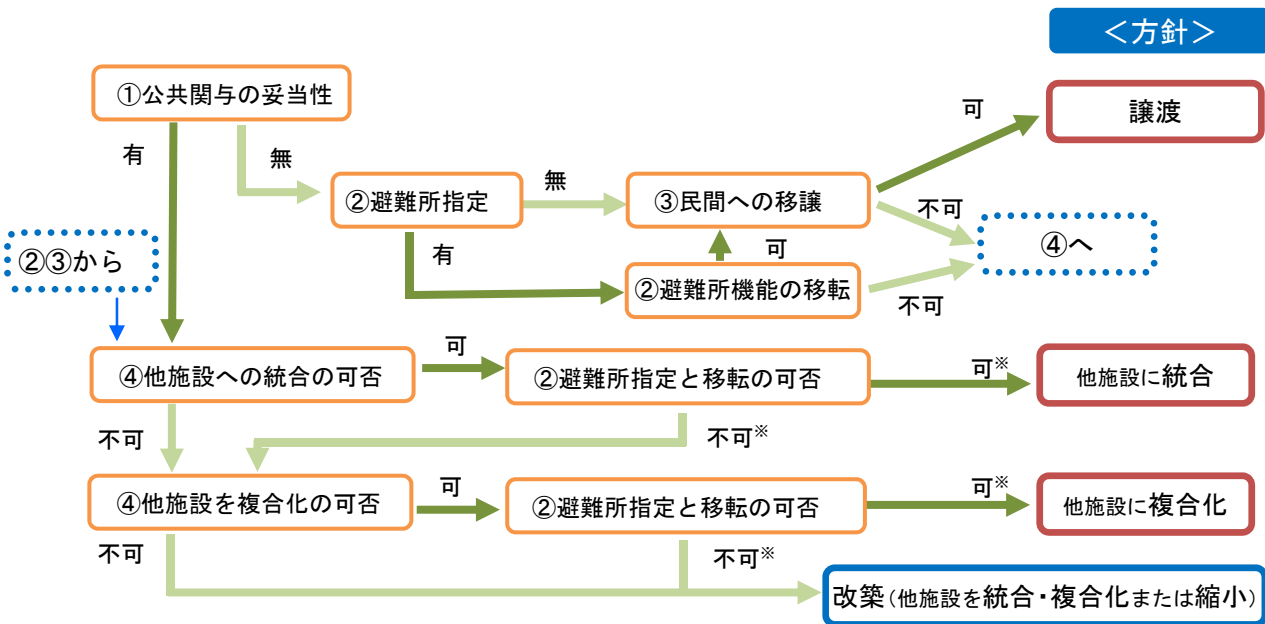 ＜方針＞
①公共関与の妥当性
可
譲渡
有
無
②避難所指定
無
③民間への移譲
不可
④へ
②③から
有
可
②避難所機能の移転
不可
④他施設への統合の可否
可
②避難所指定と移転の可否
可※
他施設に統合
不可
不可※
④他施設を複合化の可否
可
②避難所指定と移転の可否
可※
他施設に複合化
不可
不可※
改築（他施設を統合・複合化または縮小）